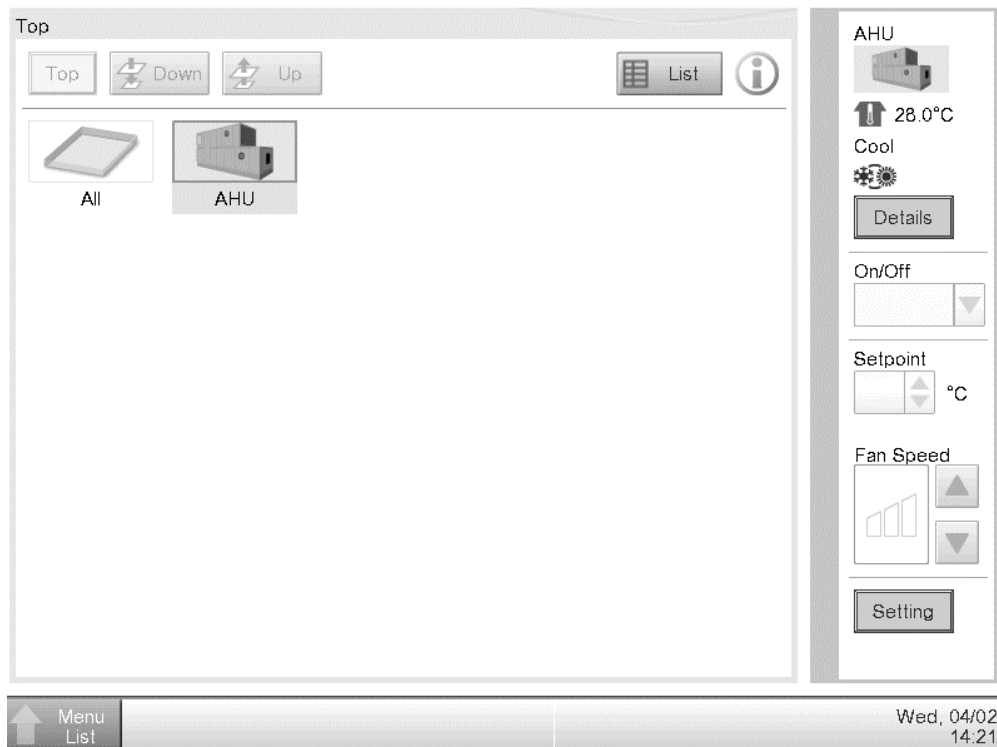 Top
Top
Down
Up
List
All
AHU
AHU
28.0°C
Cool
Details
On/Off
Setpoint
°C
Fan Speed
Setting
Menu
List
Wed, 04/02
14:21